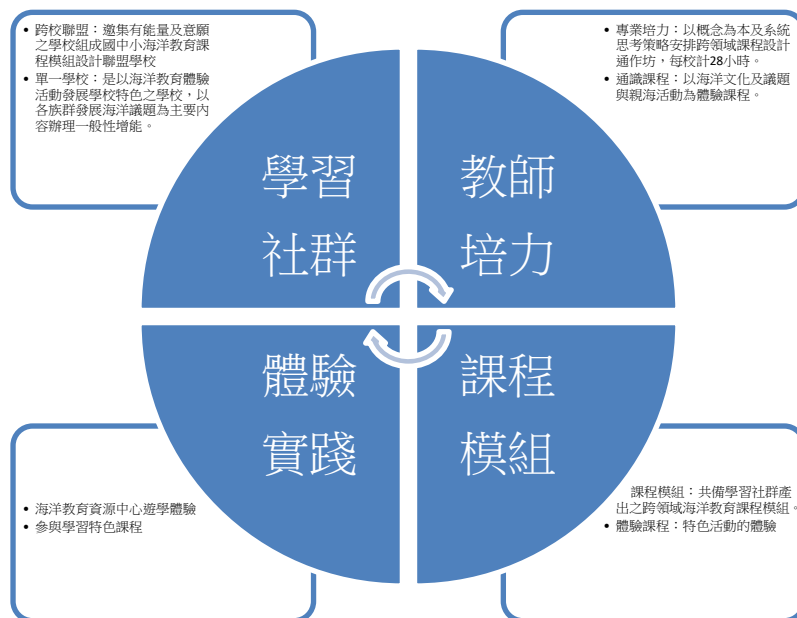 • 跨校聯盟：邀集有能量及意願
之學校組成國中小海洋教育課
程模組設計聯盟學校
• 單一學校：是以海洋教育體驗
活動發展學校特色之學校，以
各族群發展海洋議題為主要內
容辦理一般性增能。
• 專業培力：以概念為本及系統
思考策略安排跨領域課程設計
通作坊，每校計28小時。
• 通識課程：以海洋文化及議題
與親海活動為體驗課程。
學習
社群
教師
培力
體驗
實踐
課程
模組
• 海洋教育資源中心遊學體驗
• 參與學習特色課程
課程模組：共備學習社群產
出之跨領域海洋教育課程模組。
• 體驗課程：特色活動的體驗